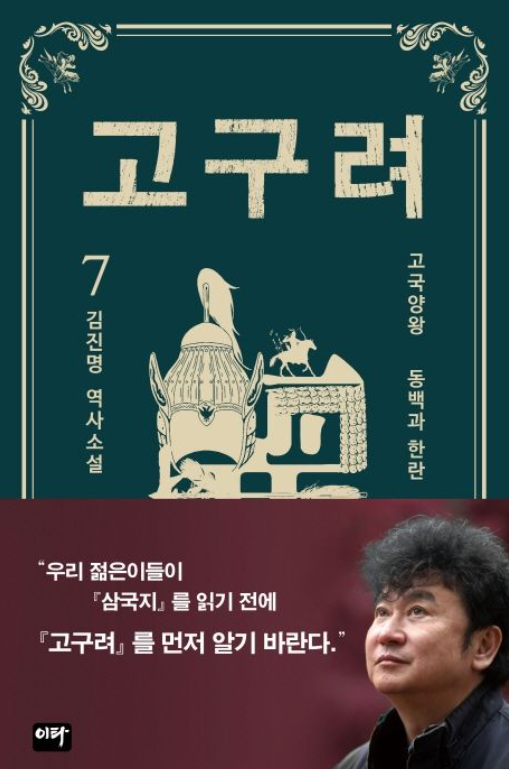 고구려
7
김진명 역사소설
고국양왕 동백과 한란
“우리 젊은이들이
『삼국지』를 읽기 전에
『고구려』를 먼저 알기 바란다.”
이타